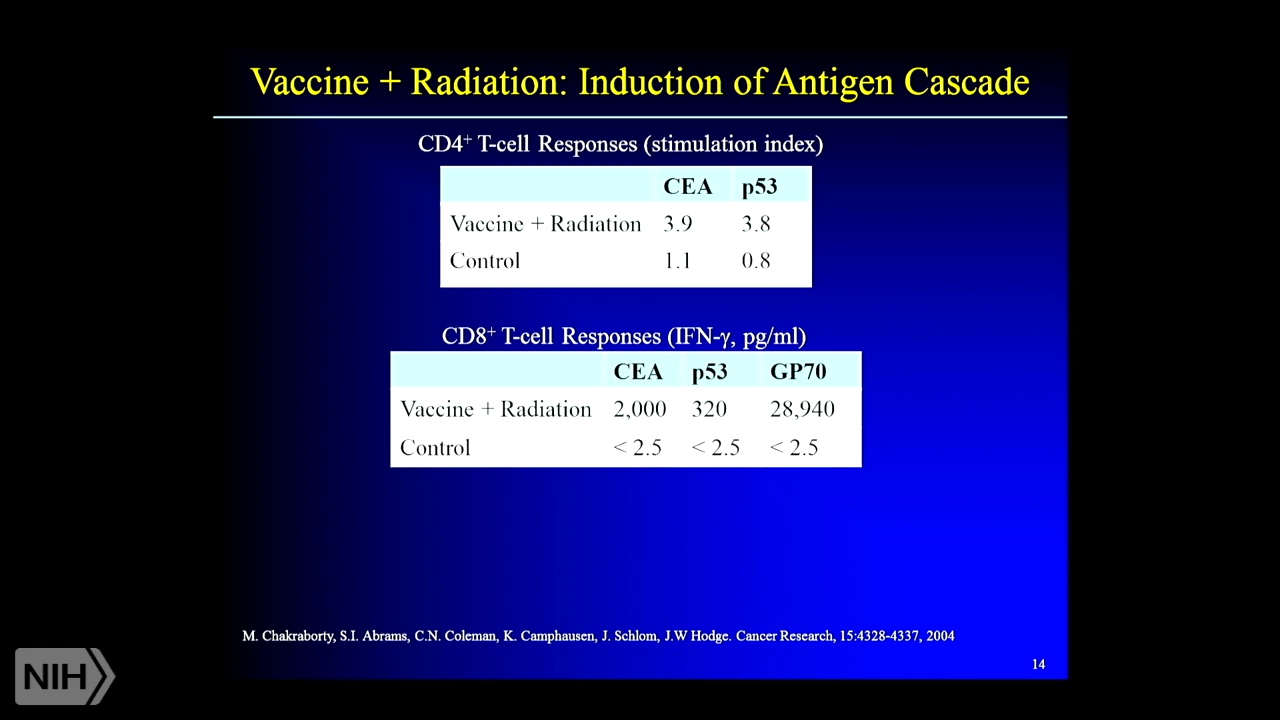 Vaccine + Radiation: Induction of Antigen Cascade
CD4+ T-cell Responses (stimulation index)
CEA p53
Vaccine + Radiation 3.9 3.8
Control 1.1 0.8
CD8+ T-cell Responses (IFN-γ, pg/ml)
CEA p53 GP70
Vaccine + Radiation 2,000 320 28,940
Control < 2.5 < 2.5 < 2.5
M. Chakraborty, S.I. Abrams, C.N. Coleman, K. Camphausen, J. Schlom, J.W Hodge. Cancer Research, 15:4328-4337, 2004
14
NIH